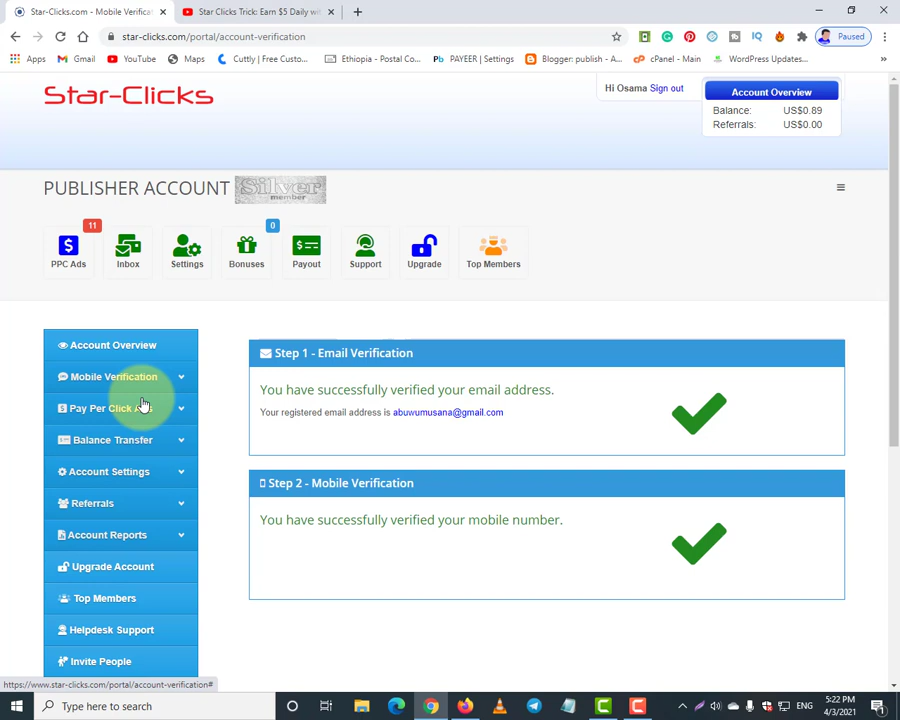 Star-Clicks.com - Mobile Verificat
Star Clicks Trick: Earn $5 Daily wit
star-clicks.com/portal/account-verification
Paused
Apps
Gmail
YouTube
Maps
Cuttly | Free Custo...
Ethiopia - Postal Co...
PAYEER | Settings
Blogger: publish - A...
cPanel - Main
WordPress Updates...
»
Star-Clicks
Hi Osama Sign out
Account Overview
Balance: US$0.89
Referrals: US$0.00
PUBLISHER ACCOUNT
Silver
member
11
0
PPC Ads
Inbox
Settings
Bonuses
Payout
Support
Upgrade
Top Members
Account Overview
Mobile Verification
Pay Per Click
Balance Transfer
Account Settings
Referrals
Account Reports
Upgrade Account
Top Members
Helpdesk Support
Invite People
Step 1 - Email Verification
You have successfully verified your email address.
Your registered email address is abuwumusana@gmail.com
Step 2 - Mobile Verification
You have successfully verified your mobile number.
https://www.star-clicks.com/portal/account-verification#
Type here to search
5:22 PM
4/3/2021
1